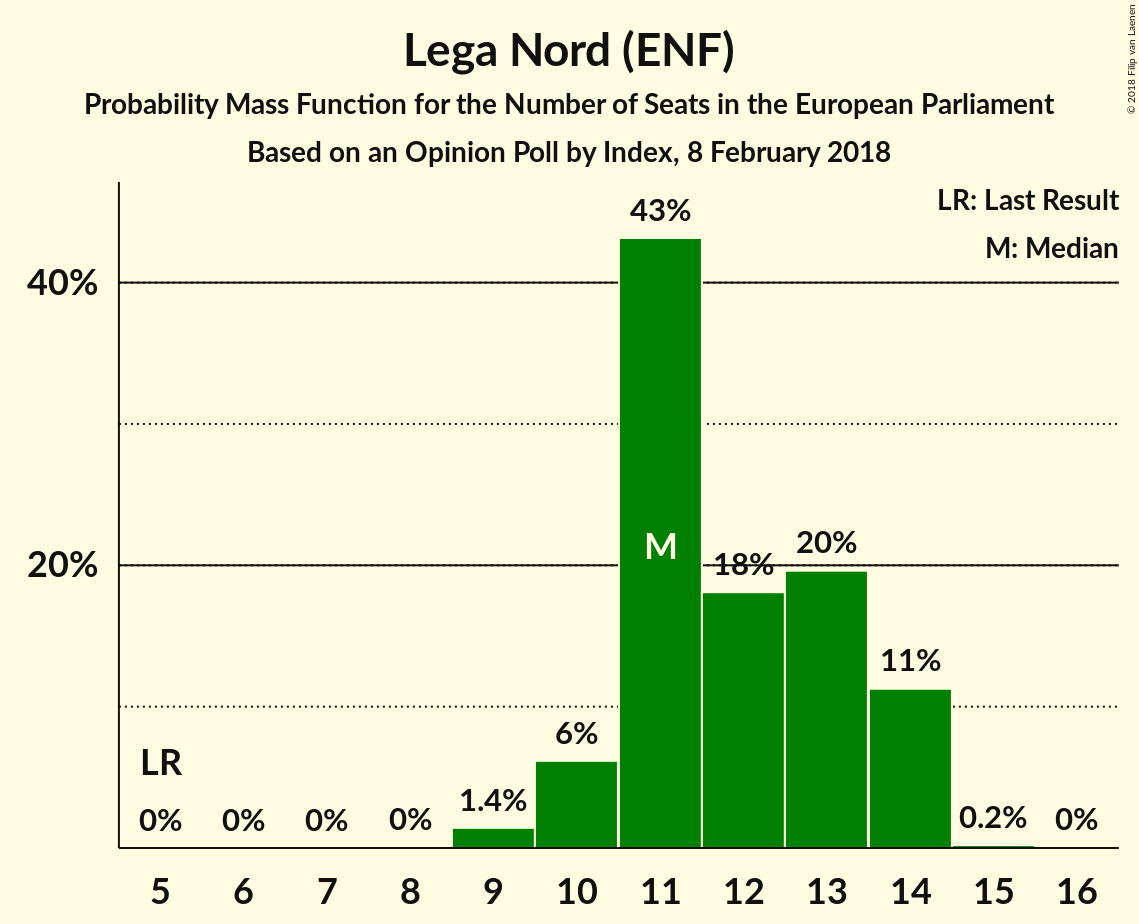 Lega Nord (ENF)
Probability Mass Function for the Number of Seats in the European Parliament
Based on an Opinion Poll by Index, 8 February 2018
© 2018 Filip van Laenen
LR: Last Result
M: Median
43%
40%
M
20%
18%
20%
11%
6%
LR
1.4%
0% 0% 0% 0% 0.2% 0%
5 6 7 8 9 10 11 12 13 14 15 16